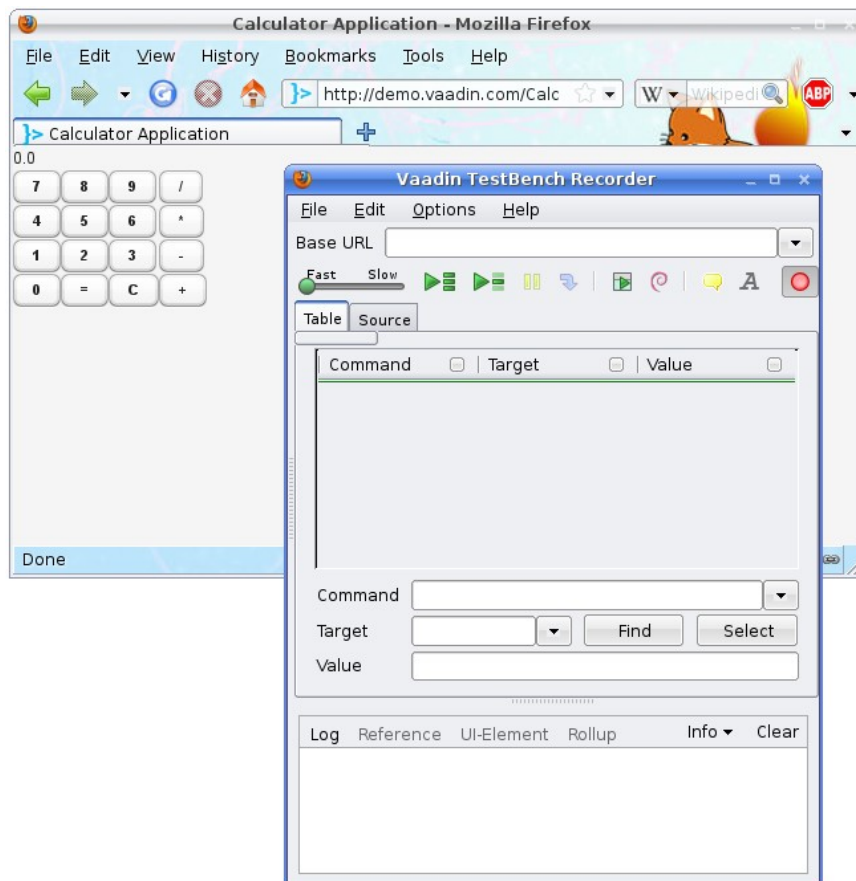 Calculator Application - Mozilla Firefox
File Edit View History Bookmarks Tools Help
}> http://demo.vaadin.com/Calc W Wikipedi ABP
}> Calculator Application
0.0
7 8 9 /
4 5 6 *
1 2 3 -
0 = C +
Done
Vaadin TestBench Recorder
File Edit Options Help
Base URL
Fast Slow
A
Table Source
Command Target Value
Command
Target Find Select
Value
Log Reference UI-Element Rollup Info Clear